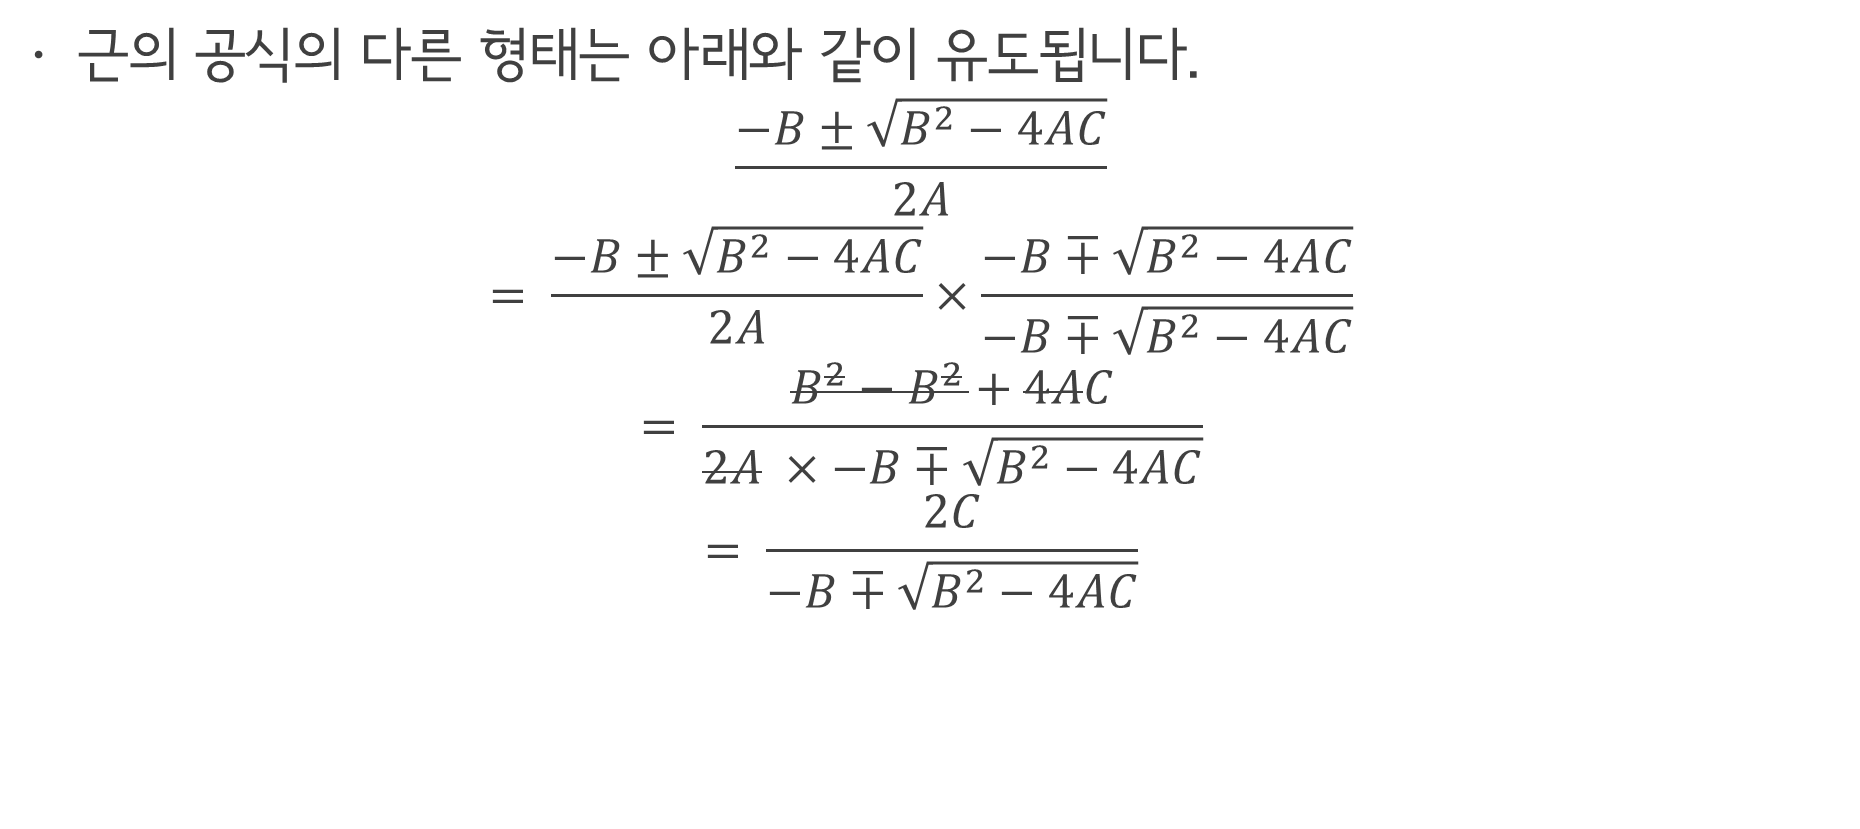 · 근의 공식의 다른 형태는 아래와 같이 유도됩니다.
−B ± √(B² − 4AC)
2A
= −B ± √(B² − 4AC) / 2A × −B ∓ √(B² − 4AC) / −B ∓ √(B² − 4AC)
= B² − B² + 4AC / 2A × −B ∓ √(B² − 4AC)
= 2C / −B ∓ √(B² − 4AC)